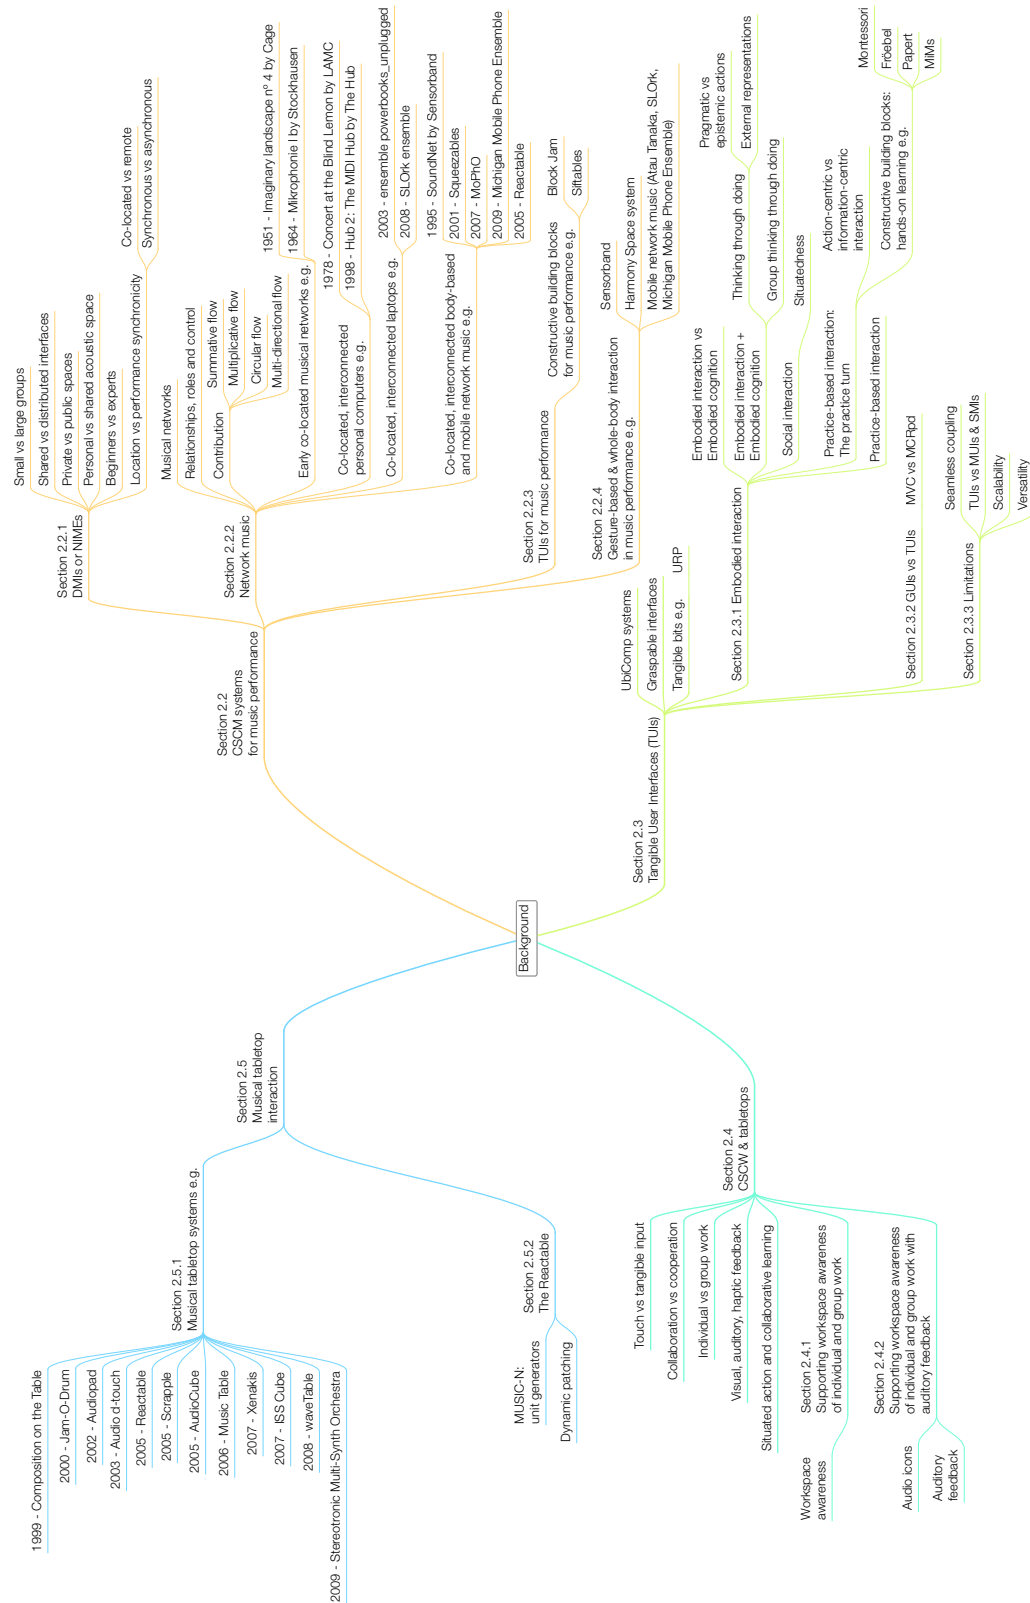 Background
Section 2.2
CSCM systems
for music performance
Section 2.2.1
DMIs or NIMEs
Small vs large groups
Shared vs distributed interfaces
Private vs public spaces
Personal vs shared acoustic space
Beginners vs experts
Location vs performance synchronicity
Co-located vs remote
Synchronous vs asynchronous
Section 2.2.2
Network music
Musical networks
Relationships, roles and control
Contribution
Summative flow
Multiplicative flow
Circular flow
Multi-directional flow
Early co-located musical networks e.g.
1951 - Imaginary landscape nº 4 by Cage
1964 - Mikrophonie I by Stockhausen
Co-located, interconnected
personal computers e.g.
1978 - Concert at the Blind Lemon by LAMC
1998 - Hub 2: The MIDI Hub by The Hub
Co-located, interconnected laptops e.g.
2003 - ensemble powerbooks_unplugged
2008 - SLOrk ensemble
Co-located, interconnected body-based
and mobile network music e.g.
1995 - SoundNet by Sensorband
2001 - Squeezables
2007 - MoPhO
2009 - Michigan Mobile Phone Ensemble
2005 - Reactable
Section 2.2.3
TUIs for music performance
Constructive building blocks
for music performance e.g.
Block Jam
Siftables
Section 2.2.4
Gesture-based & whole-body interaction
in music performance e.g.
Sensorband
Harmony Space system
Mobile network music (Atau Tanaka, SLOrk,
Michigan Mobile Phone Ensemble)
Section 2.3
Tangible User Interfaces (TUIs)
UbiComp systems
Graspable interfaces
Tangible bits e.g.
URP
Section 2.3.1 Embodied interaction
Embodied interaction vs
Embodied cognition
Embodied interaction +
Embodied cognition
Thinking through doing
Pragmatic vs
epistemic actions
External representations
Group thinking through doing
Social interaction
Situatedness
Practice-based interaction:
The practice turn
Action-centric vs
information-centric
interaction
Constructive building blocks:
hands-on learning e.g.
Montessori
Fröebel
Papert
MIMs
Practice-based interaction
Section 2.3.2 GUIs vs TUIs
MVC vs MCRpd
Section 2.3.3 Limitations
Seamless coupling
TUIs vs MUIs & SMIs
Scalability
Versatility
Section 2.5
Musical tabletop
interaction
Section 2.5.1
Musical tabletop systems e.g.
1999 - Composition on the Table
2000 - Jam-O-Drum
2002 - Audiopad
2003 - Audio d-touch
2005 - Reactable
2005 - Scrapple
2005 - AudioCube
2006 - Music Table
2007 - Xenakis
2007 - ISS Cube
2008 - waveTable
2009 - Stereotronic Multi-Synth Orchestra
Section 2.5.2
The Reactable
MUSIC-N:
unit generators
Dynamic patching
Section 2.4
CSCW & tabletops
Touch vs tangible input
Collaboration vs cooperation
Individual vs group work
Visual, auditory, haptic feedback
Situated action and collaborative learning
Section 2.4.1
Supporting workspace awareness
of individual and group work
Workspace
awareness
Section 2.4.2
Supporting workspace awareness
of individual and group work with
auditory feedback
Audio icons
Auditory
feedback